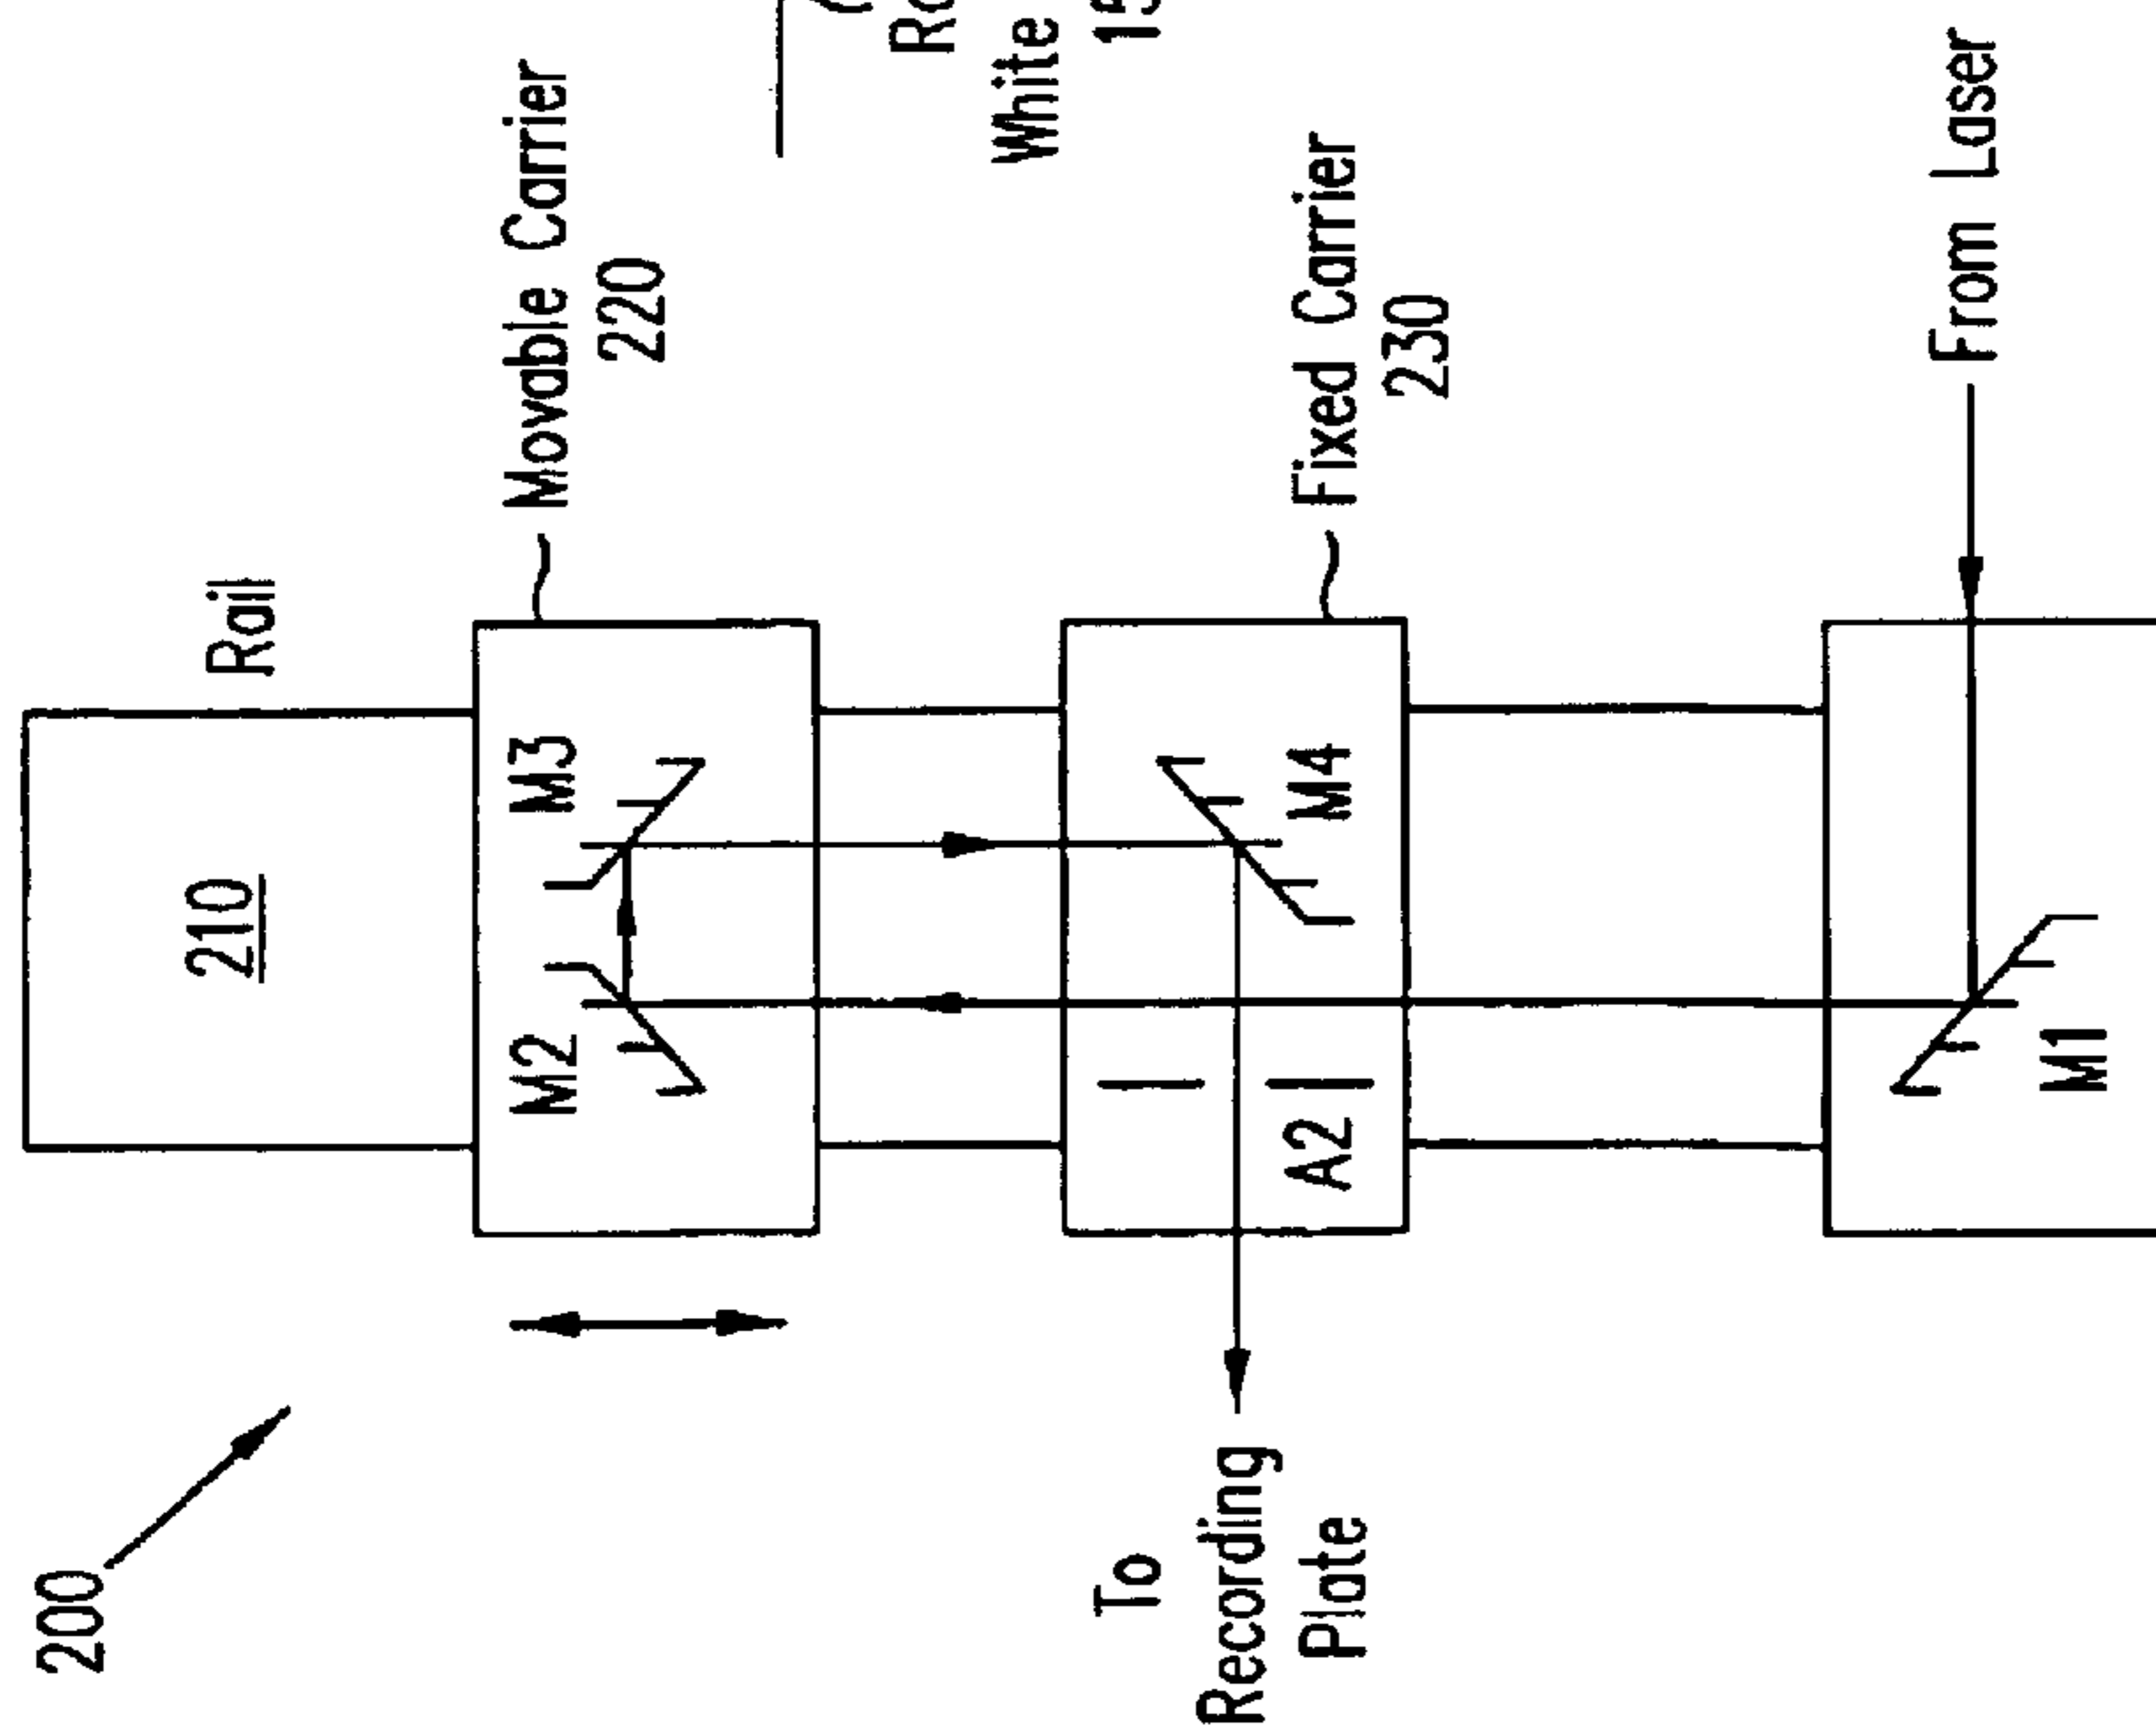 200
210
Rail
M2
M3
Movable Carrier
220
To
Recording
Plate
A2
M4
Fixed Carrier
230
White
M1
From Laser